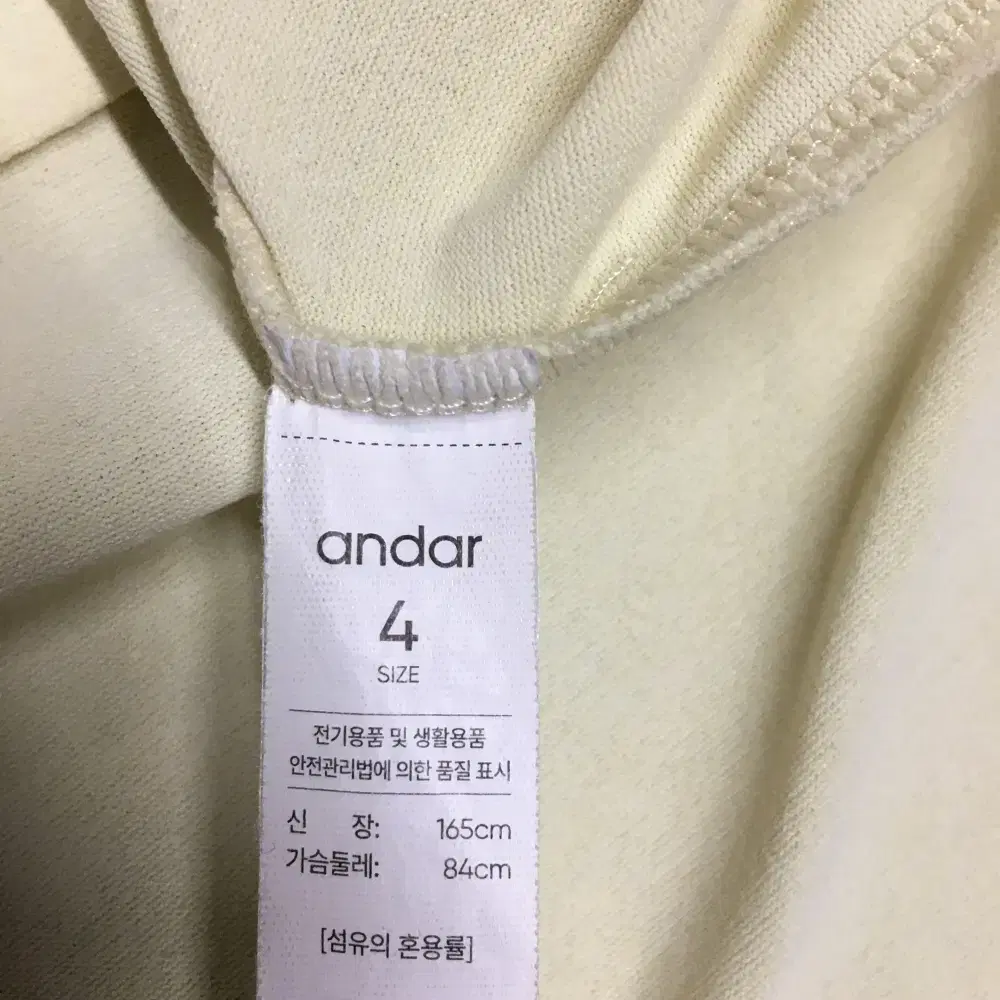 andar
4
SIZE
전기용품 및 생활용품
안전관리법에 의한 품질 표시
신 장: 165cm
가슴둘레: 84cm
[섬유의 혼용률]